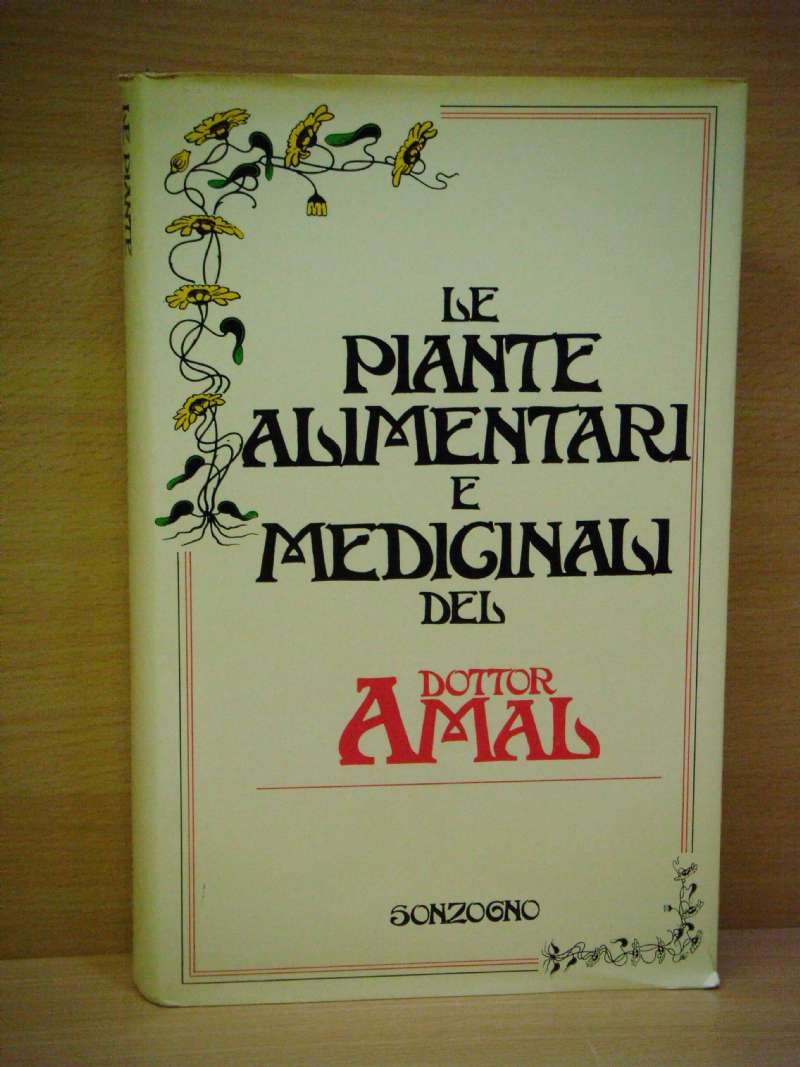 LE PIANTE
LE
PIANTE
ALIMENTARI
E
MEDICINALI
DEL
DOTTOR
AMAL
SONZOGNO